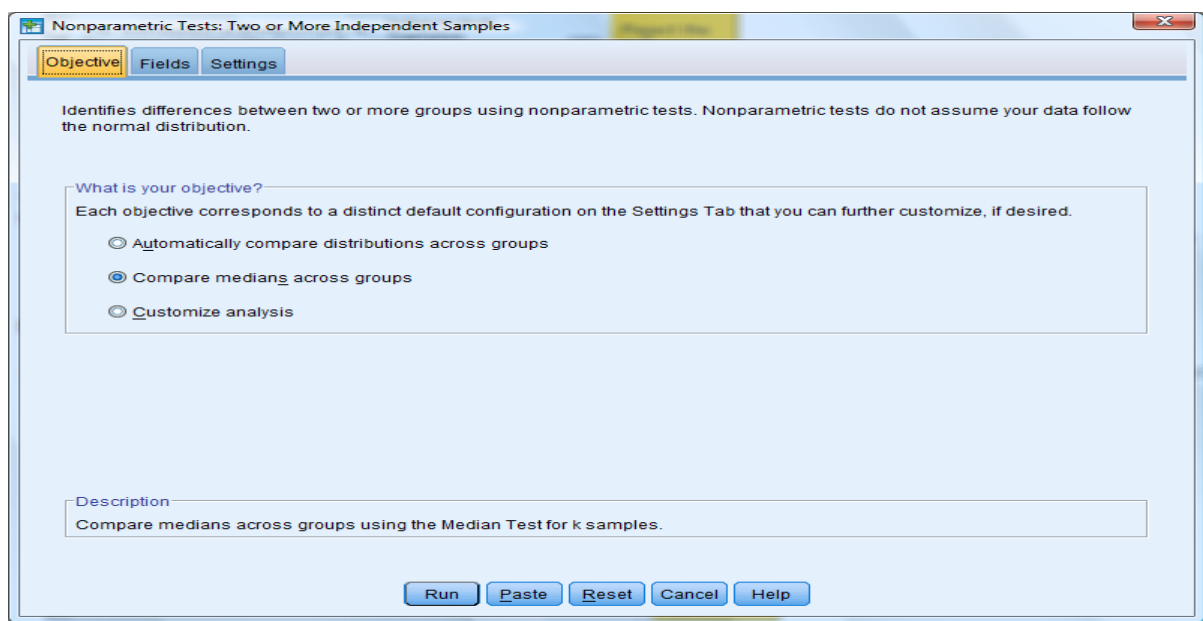 Nonparametric Tests: Two or More Independent Samples
Objective Fields Settings
Identifies differences between two or more groups using nonparametric tests. Nonparametric tests do not assume your data follow
the normal distribution.
What is your objective?
Each objective corresponds to a distinct default configuration on the Settings Tab that you can further customize, if desired.
Automatically compare distributions across groups
Compare medians across groups
Customize analysis
Description
Compare medians across groups using the Median Test for k samples.
Run Paste Reset Cancel Help